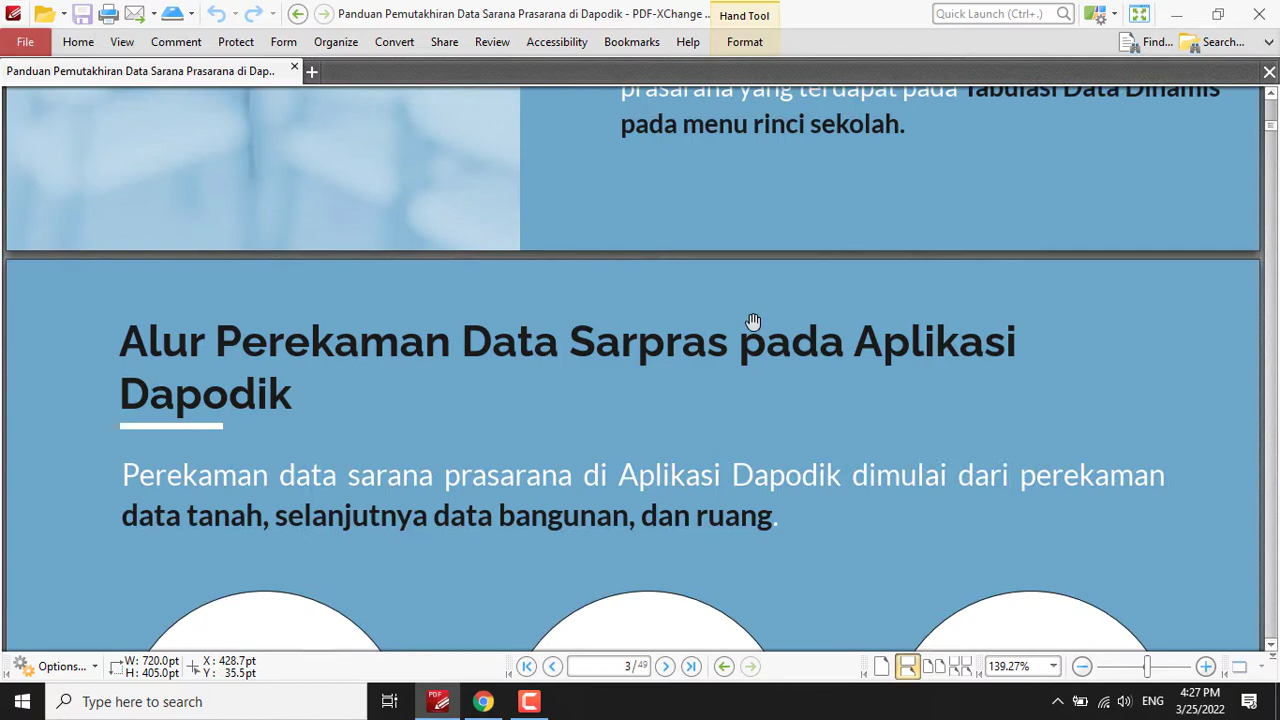 Panduan Pemutakhiran Data Sarana Prasarana di Dapodik - PDF-XChange ...
Hand Tool
Quick Launch (Ctrl+.)
File Home View Comment Protect Form Organize Convert Share Review Accessibility Bookmarks Help Format Find... Search...
Panduan Pemutakhiran Data Sarana Prasarana di Dap..
prasarana yang terdapat pada Tabulasi Data Dinamis
pada menu rinci sekolah.
Alur Perekaman Data Sarpras pada Aplikasi
Dapodik
Perekaman data sarana prasarana di Aplikasi Dapodik dimulai dari perekaman
data tanah, selanjutnya data bangunan, dan ruang.
Options...
W: 720.0pt
H: 405.0pt
X: 428.7pt
Y: 35.5pt
3 / 49
139.27%
Type here to search
PDF
ENG
4:27 PM
3/25/2022